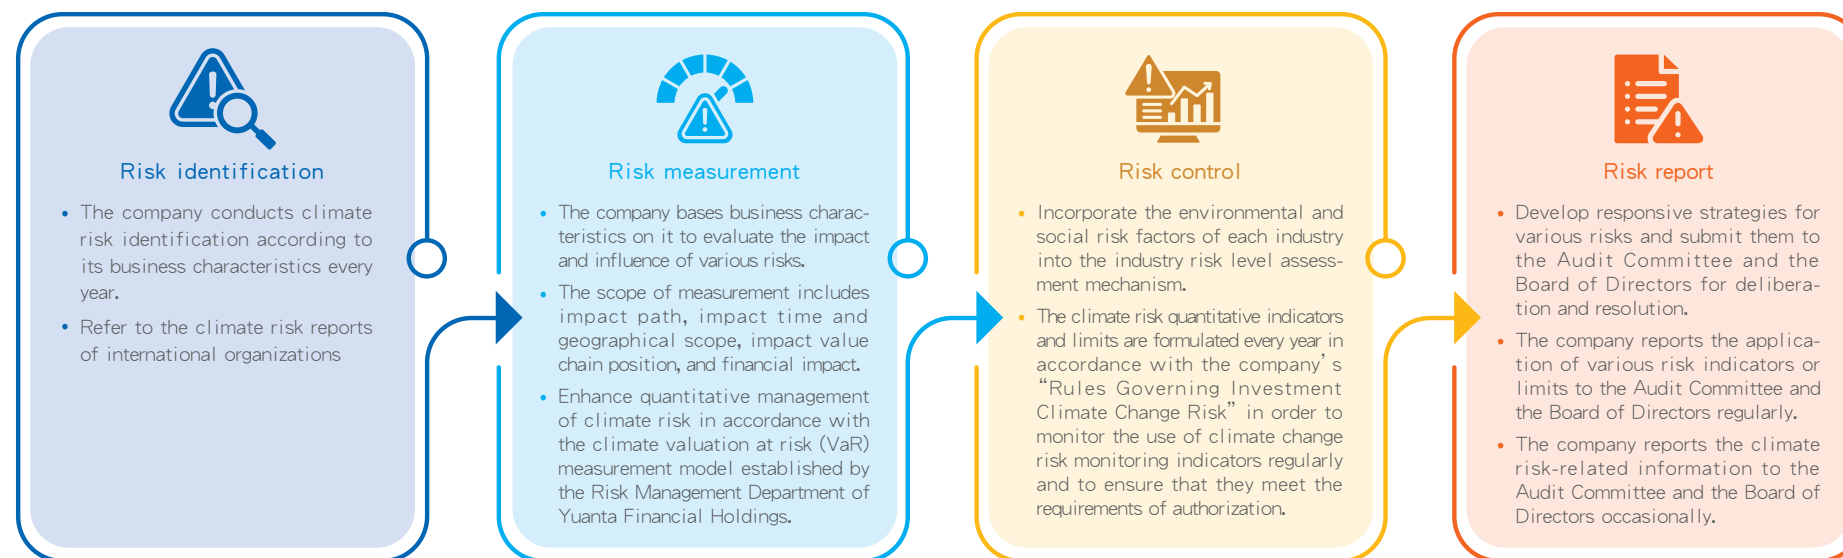 Risk identification
• The company conducts climate
risk identification according to
its business characteristics every
year.
• Refer to the climate risk reports
of international organizations
Risk measurement
• The company bases business charac-
teristics on it to evaluate the impact
and influence of various risks.
• The scope of measurement includes
impact path, impact time and
geographical scope, impact value
chain position, and financial impact.
• Enhance quantitative management
of climate risk in accordance with
the climate valuation at risk (VaR)
measurement model established by
the Risk Management Department of
Yuanta Financial Holdings.
Risk control
• Incorporate the environmental and
social risk factors of each industry
into the industry risk level assess-
ment mechanism.
• The climate risk quantitative indicators
and limits are formulated every year in
accordance with the company’s
“Rules Governing Investment
Climate Change Risk” in order to
monitor the use of climate change
risk monitoring indicators regularly
and to ensure that they meet the
requirements of authorization.
Risk report
• Develop responsive strategies for
various risks and submit them to
the Audit Committee and the
Board of Directors for delibera-
tion and resolution.
• The company reports the applica-
tion of various risk indicators or
limits to the Audit Committee and
the Board of Directors regularly.
• The company reports the climate
risk-related information to the
Audit Committee and the Board of
Directors occasionally.